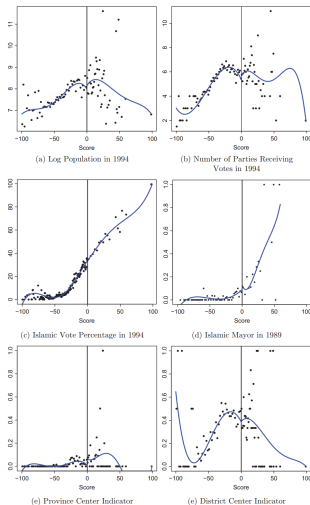 11
10
9
8
7
−100 −50 0 50 100
Score
(a) Log Population in 1994
10
8
6
4
2
−100 −50 0 50 100
Score
(b) Number of Parties Receiving
Votes in 1994
100
80
60
40
20
0
−100 −50 0 50 100
Score
(c) Islamic Vote Percentage in 1994
1.0
0.8
0.6
0.4
0.2
0.0
−100 −50 0 50 100
Score
(d) Islamic Mayor in 1989
1.0
0.8
0.6
0.4
0.2
0.0
−100 −50 0 50 100
Score
(e) Province Center Indicator
1.0
0.8
0.6
0.4
0.2
0.0
−100 −50 0 50 100
Score
(e) District Center Indicator